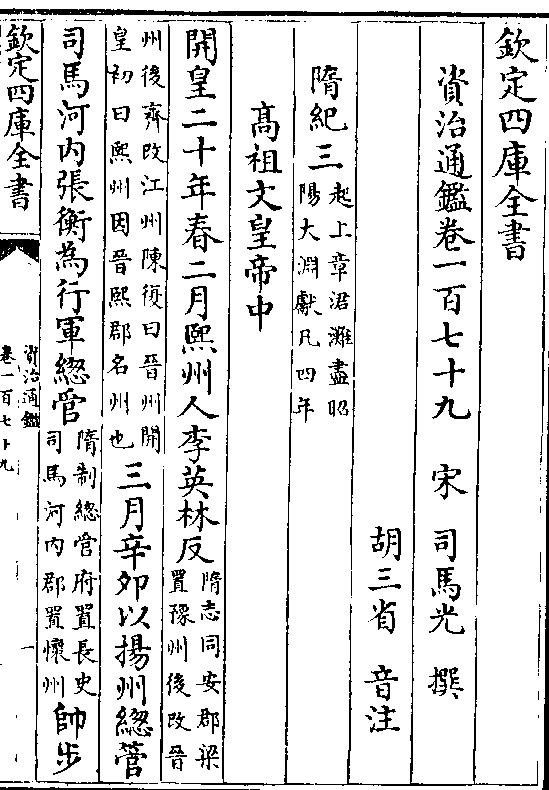 欽定四庫全書
資治通鑑卷一百七十九 宋 司馬光 撰
胡三省 音注
隋紀三 起上章涒灘盡昭
陽大淵獻凡四年
髙祖文皇帝中
開皇二十年春二月熈州人李英林反 隋志同安郡梁
置豫州後改晉
州後齊改江州陳復曰晉州開
皇初曰熈州因晉熈郡名州也
三月辛卯以揚州緫管
司馬河内張衡為行軍緫管 隋制總管府置長史
司馬河内郡置懷州
帥步
欽定四庫全書
資治通鑑
卷一百七十九
一